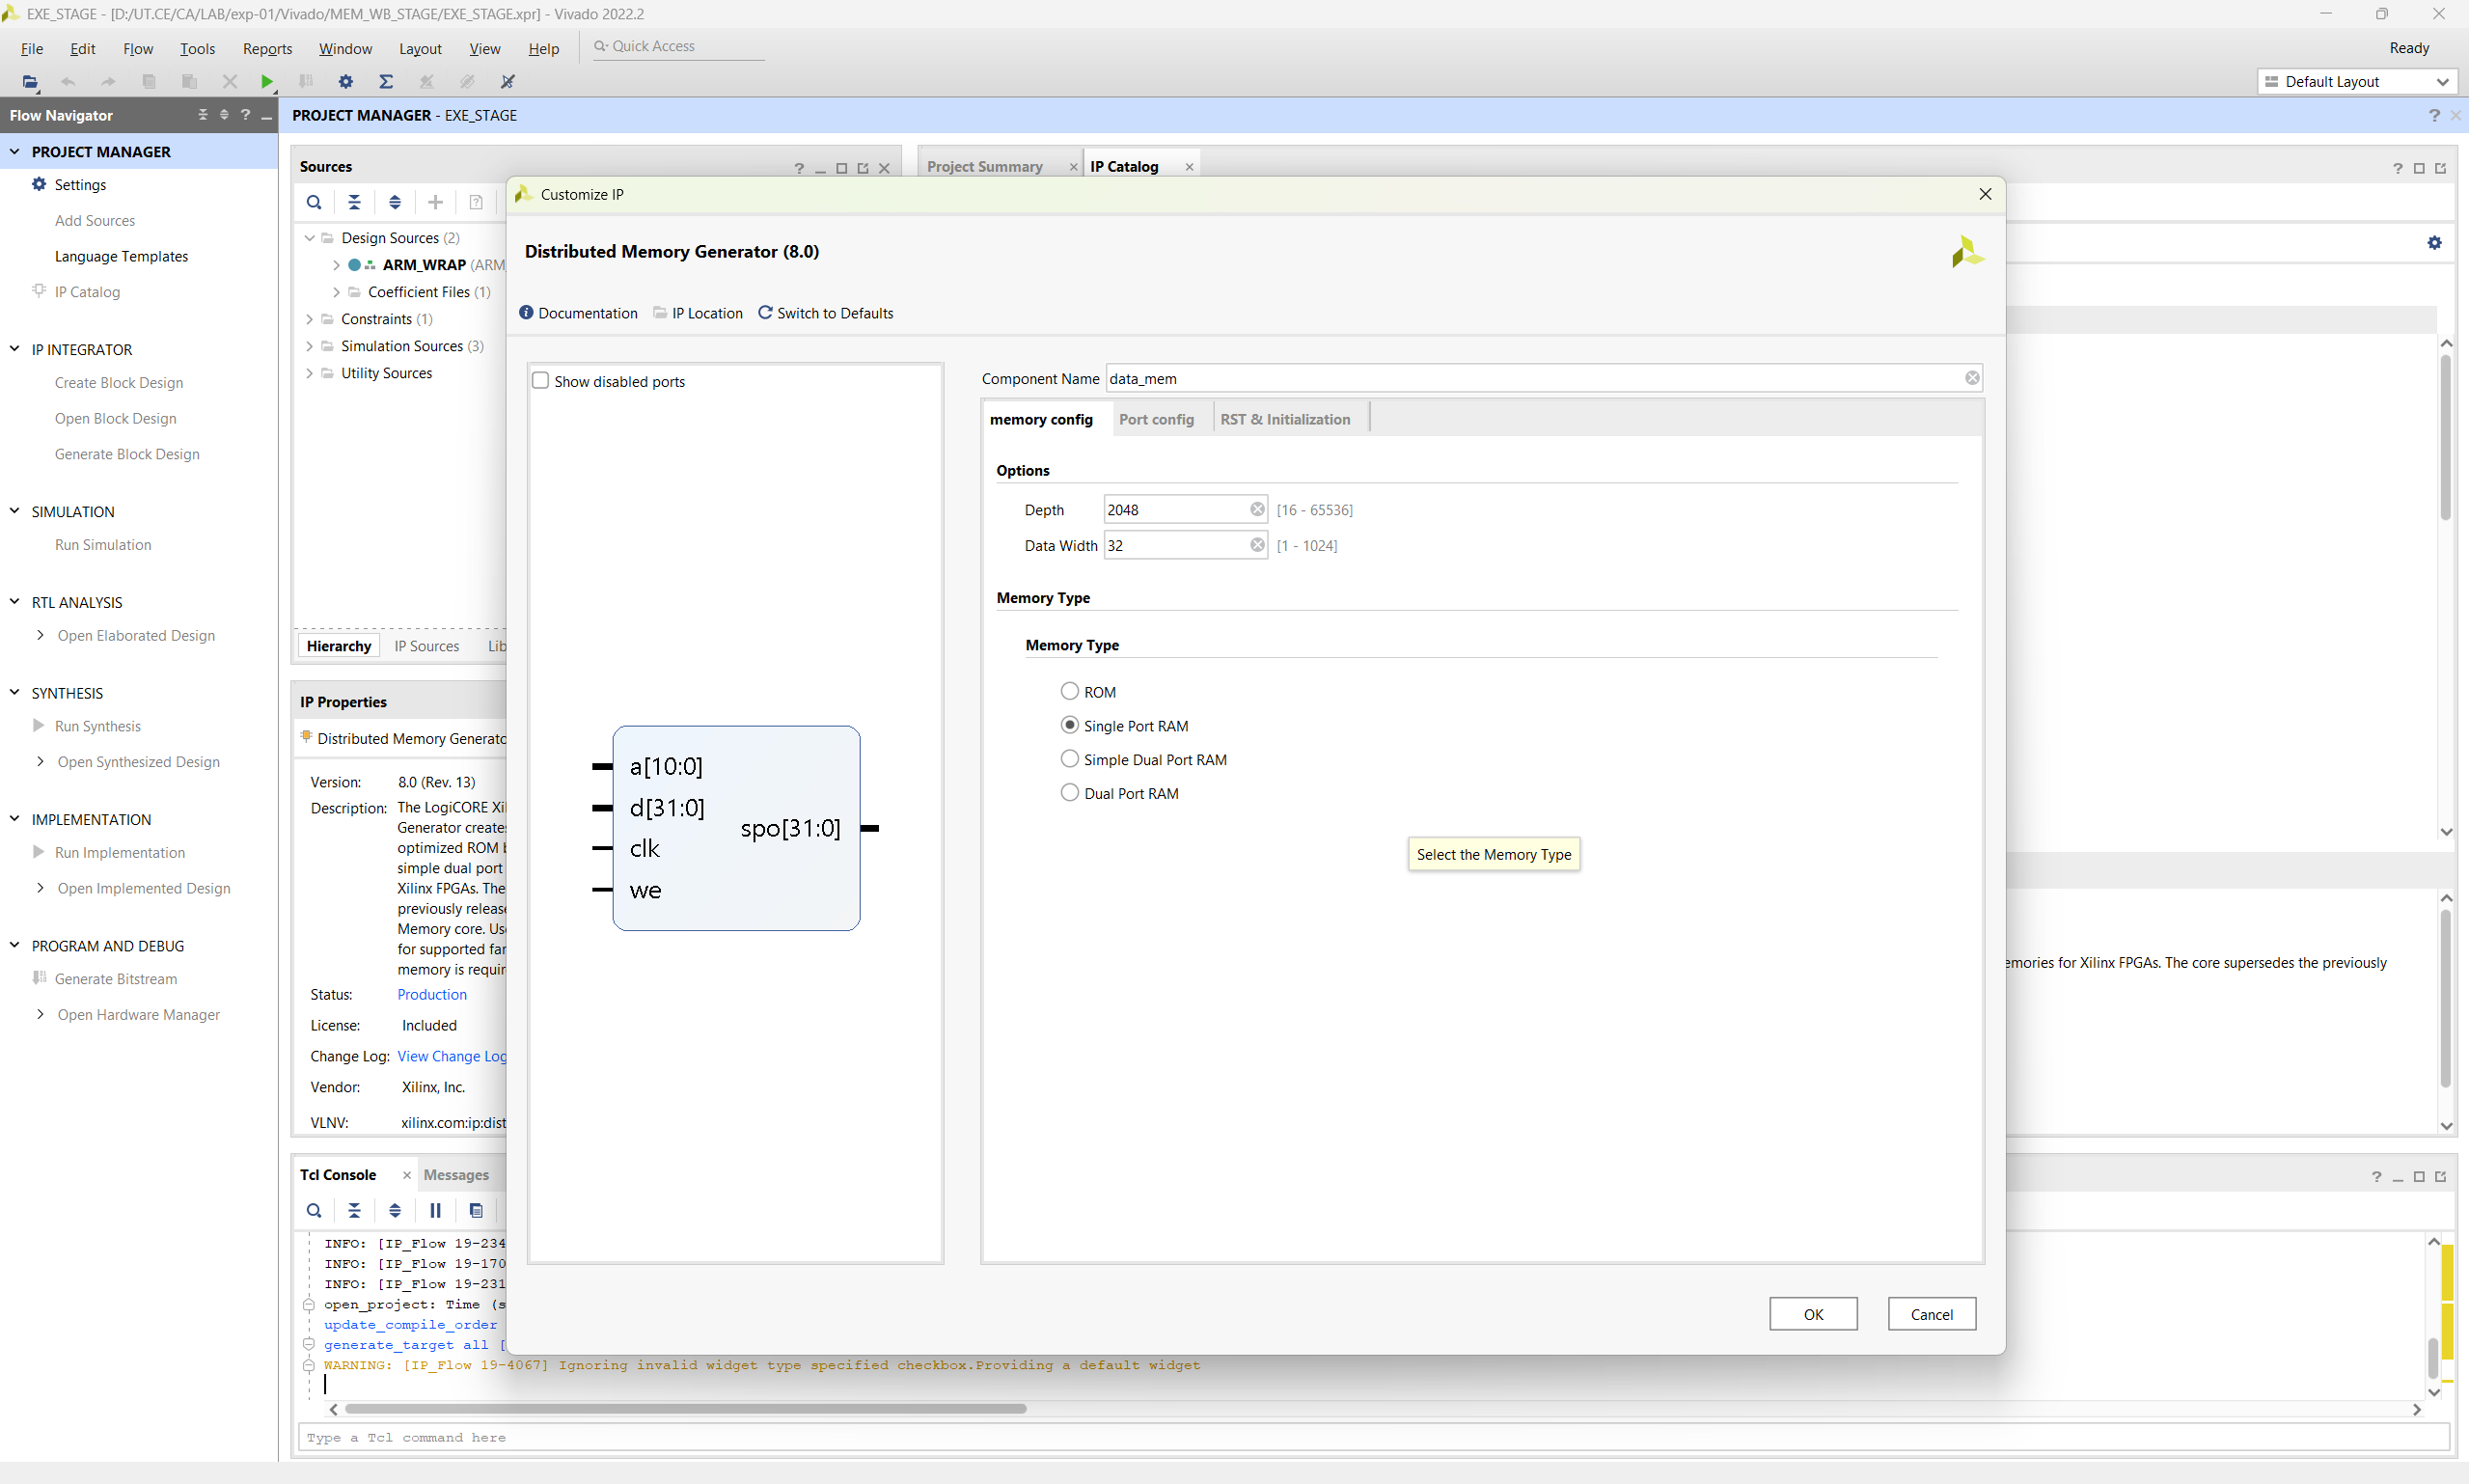 EXE_STAGE - [D:/UT.CE/CA/LAB/exp-01/Vivado/MEM_WB_STAGE/EXE_STAGE.xpr] - Vivado 2022.2
File Edit Flow Tools Reports Window Layout View Help Quick Access
Ready
Default Layout
Flow Navigator
PROJECT MANAGER
Settings
Add Sources
Language Templates
IP Catalog
IP INTEGRATOR
Create Block Design
Open Block Design
Generate Block Design
SIMULATION
Run Simulation
RTL ANALYSIS
Open Elaborated Design
SYNTHESIS
Run Synthesis
Open Synthesized Design
IMPLEMENTATION
Run Implementation
Open Implemented Design
PROGRAM AND DEBUG
Generate Bitstream
Open Hardware Manager
PROJECT MANAGER - EXE_STAGE
Sources
Design Sources (2)
ARM_WRAP (ARM
Coefficient Files (1)
Constraints (1)
Simulation Sources (3)
Utility Sources
Hierarchy IP Sources Lib
Project Summary IP Catalog
IP Properties
Distributed Memory Generato
Version: 8.0 (Rev. 13)
Description: The LogiCORE Xi
Generator creates
optimized ROM
simple dual port
Xilinx FPGAs. The
previously release
Memory core. Us
for supported far
memory is requir
Status: Production
License: Included
Change Log: View Change Log
Vendor: Xilinx, Inc.
VLNV: xilinx.com:ip:dist
Customize IP
Distributed Memory Generator (8.0)
Documentation IP Location Switch to Defaults
Show disabled ports
a[10:0]
d[31:0]
clk
we
spo[31:0]
Component Name data_mem
memory config Port config RST & Initialization
Options
Depth 2048 [16 - 65536]
Data Width 32 [1 - 1024]
Memory Type
Memory Type
ROM
Single Port RAM
Simple Dual Port RAM
Dual Port RAM
Select the Memory Type
OK Cancel
emories for Xilinx FPGAs. The core supersedes the previously
Tcl Console Messages
INFO: [IP_Flow 19-234
INFO: [IP_Flow 19-170
INFO: [IP_Flow 19-231
open_project: Time (s
update_compile_order
generate_target all [
WARNING: [IP_Flow 19-4067] Ignoring invalid widget type specified checkbox.Providing a default widget
Type a Tcl command here